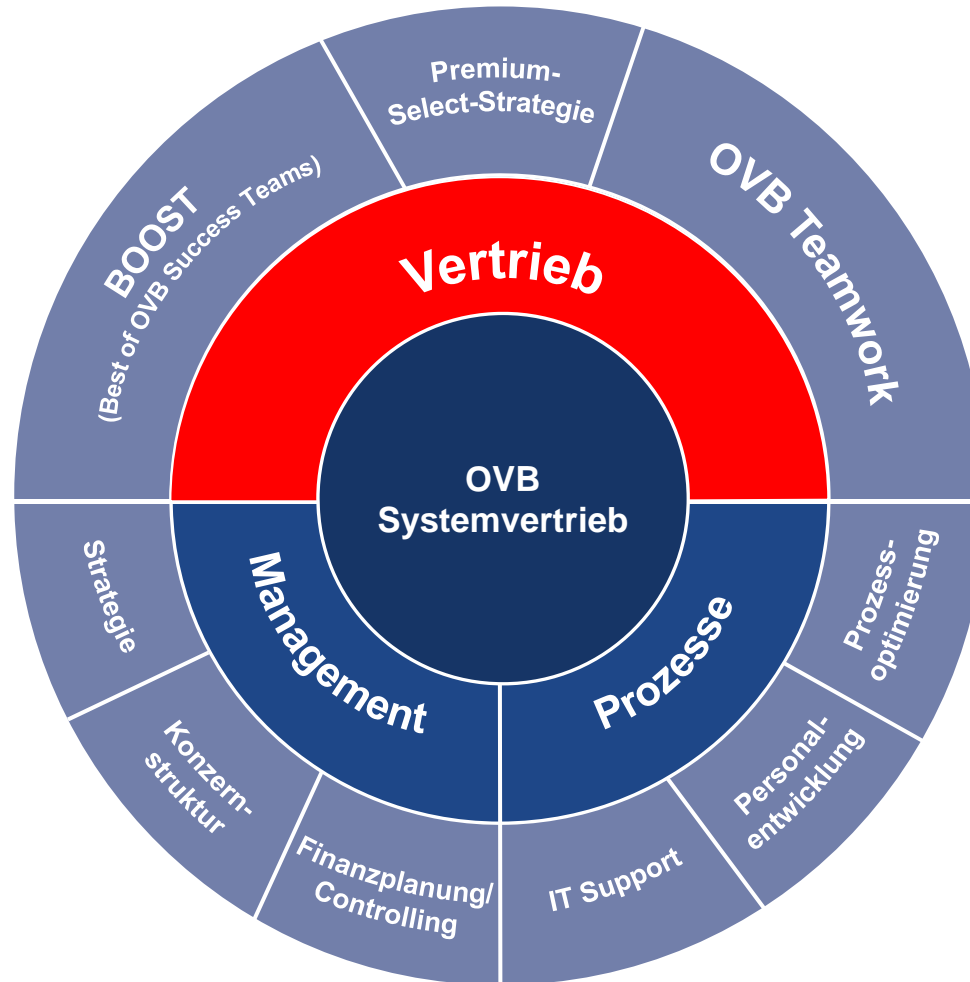 Premium-
Select-Strategie
OVB Teamwork
BOOST
(Best of OVB Success Teams)
Vertrieb
OVB
Systemvertrieb
Management
Prozesse
Strategie
Konzern-
struktur
Finanzplanung/
Controlling
IT Support
Personal-
entwicklung
Prozess-
optimierung